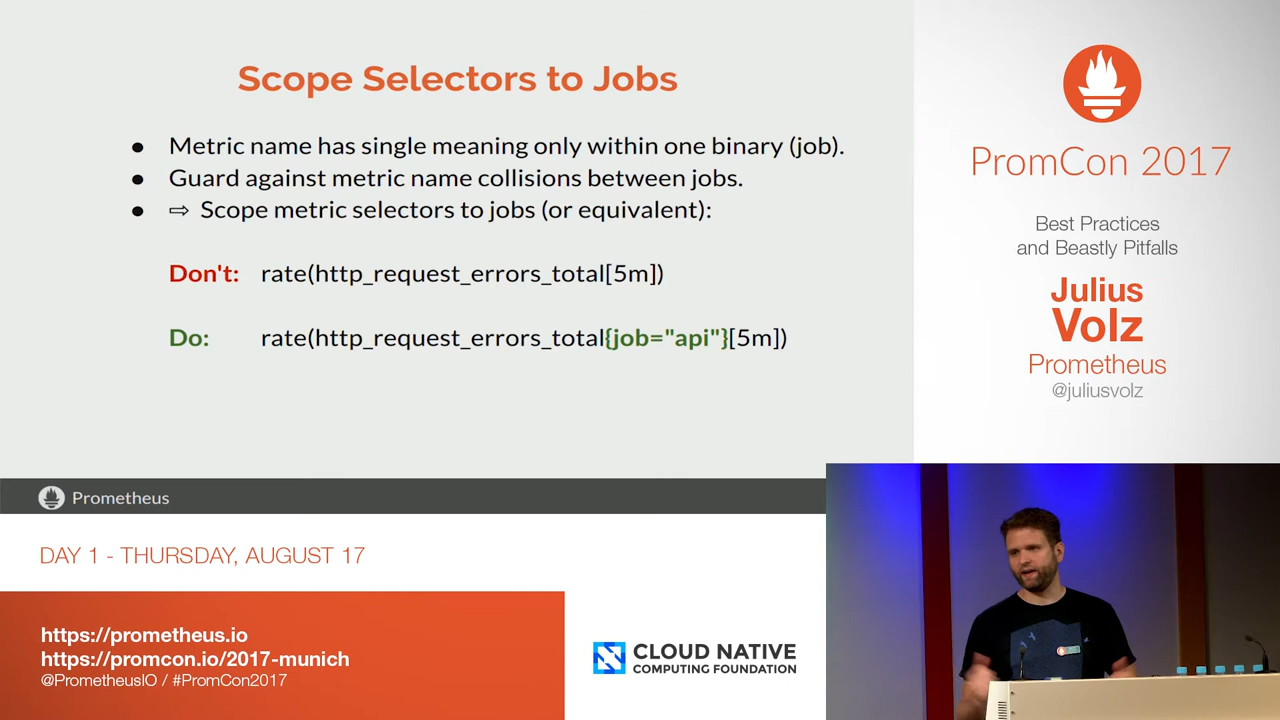 Scope Selectors to Jobs
● Metric name has single meaning only within one binary (job).
● Guard against metric name collisions between jobs.
● ⇨ Scope metric selectors to jobs (or equivalent):
Don't: rate(http_request_errors_total[5m])
Do: rate(http_request_errors_total{job="api"}[5m])
Prometheus
PromCon 2017
Best Practices
and Beastly Pitfalls
Julius
Volz
Prometheus
@juliusvolz
DAY 1 - THURSDAY, AUGUST 17
https://prometheus.io
https://promcon.io/2017-munich
@PrometheusIO / #PromCon2017
CLOUD NATIVE
COMPUTING FOUNDATION